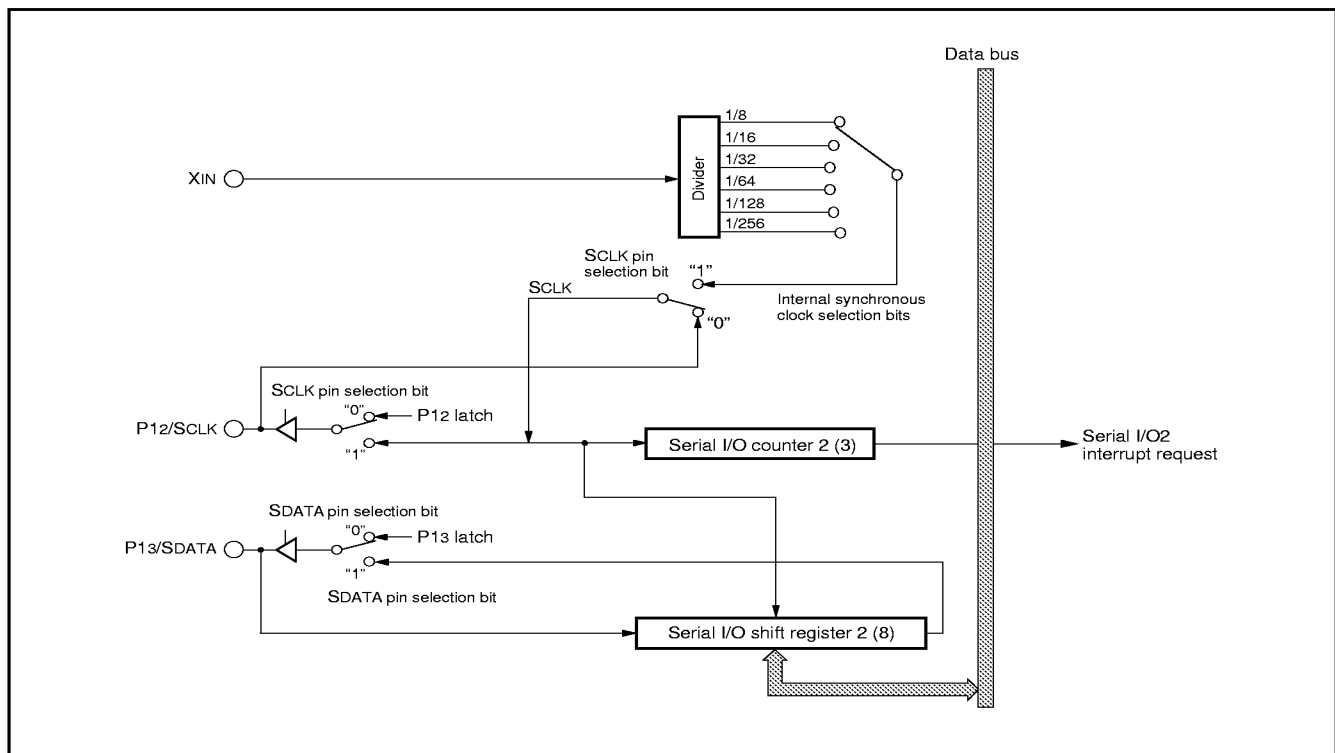 Data bus
1/8
1/16
1/32
1/64
1/128
1/256
Divider
XIN
SCLK pin
selection bit
"1"
SCLK
"0"
Internal synchronous
clock selection bits
SCLK pin selection bit
"0"
P12 latch
P12/SCLK
"1"
Serial I/O counter 2 (3)
Serial I/O2
interrupt request
SDATA pin selection bit
"0"
P13 latch
P13/SDATA
"1"
SDATA pin selection bit
Serial I/O shift register 2 (8)